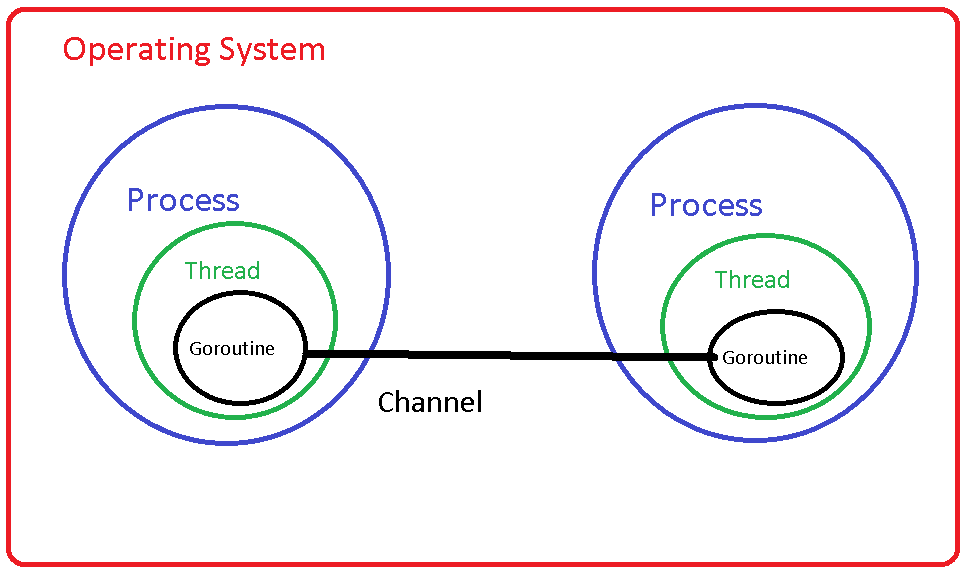 Operating System
Process
Process
Thread
Thread
Goroutine
Goroutine
Channel